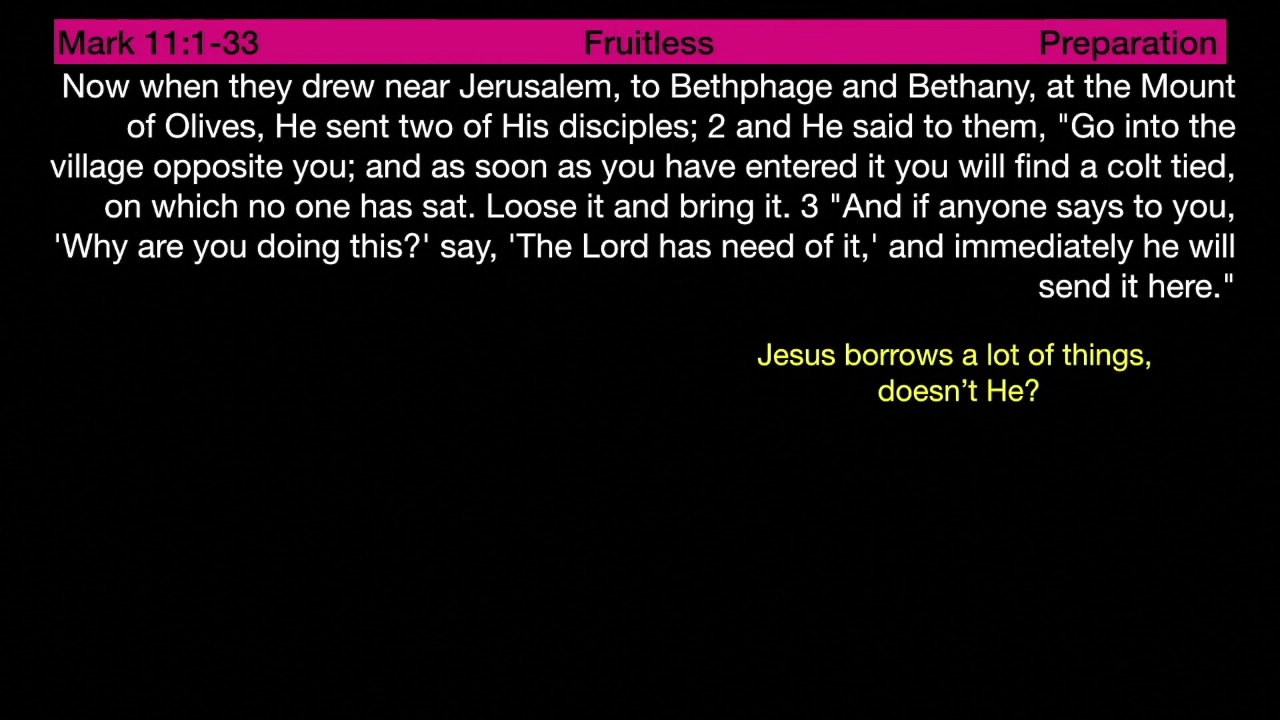 Mark 11:1-33 Fruitless Preparation
Now when they drew near Jerusalem, to Bethphage and Bethany, at the Mount
of Olives, He sent two of His disciples; 2 and He said to them, "Go into the
village opposite you; and as soon as you have entered it you will find a colt tied,
on which no one has sat. Loose it and bring it. 3 "And if anyone says to you,
'Why are you doing this?' say, 'The Lord has need of it,' and immediately he will
send it here."
Jesus borrows a lot of things,
doesn’t He?